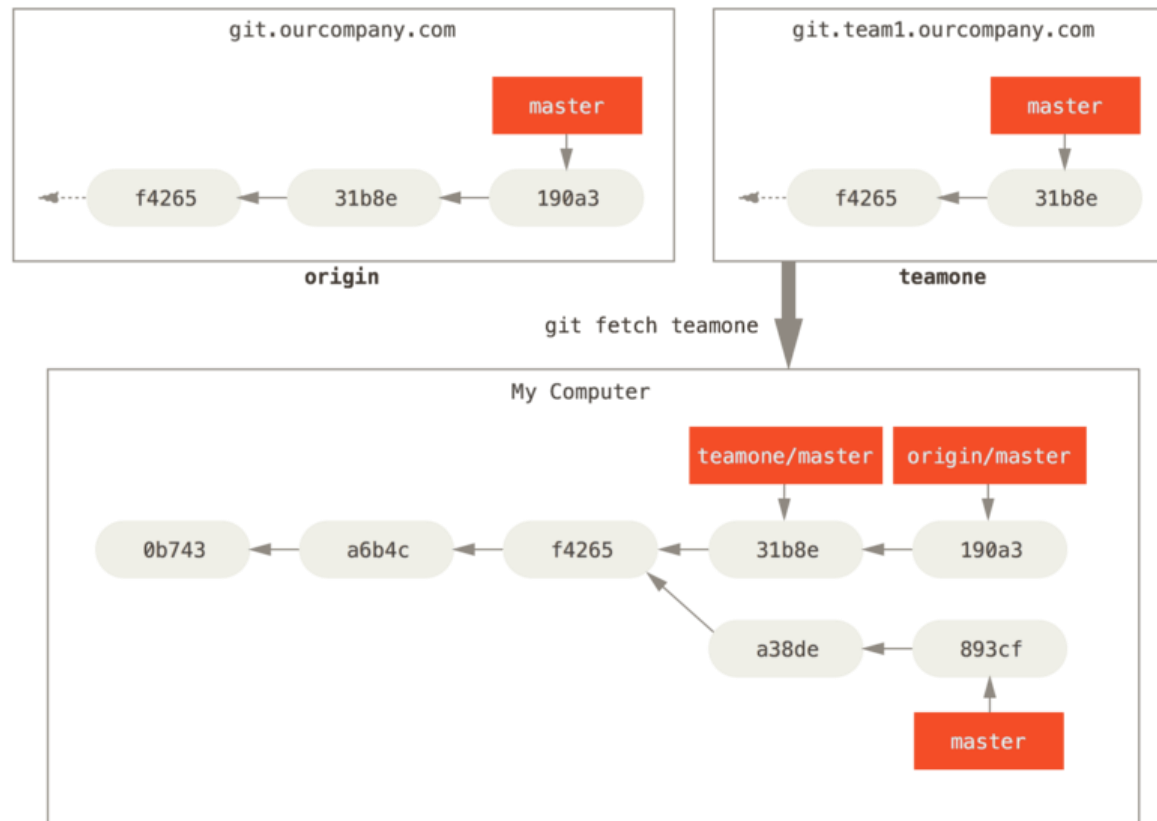 git.ourcompany.com
master
f4265
31b8e
190a3
origin
git.team1.ourcompany.com
master
f4265
31b8e
teamone
git fetch teamone
My Computer
teamone/master
origin/master
0b743
a6b4c
f4265
31b8e
190a3
a38de
893cf
master